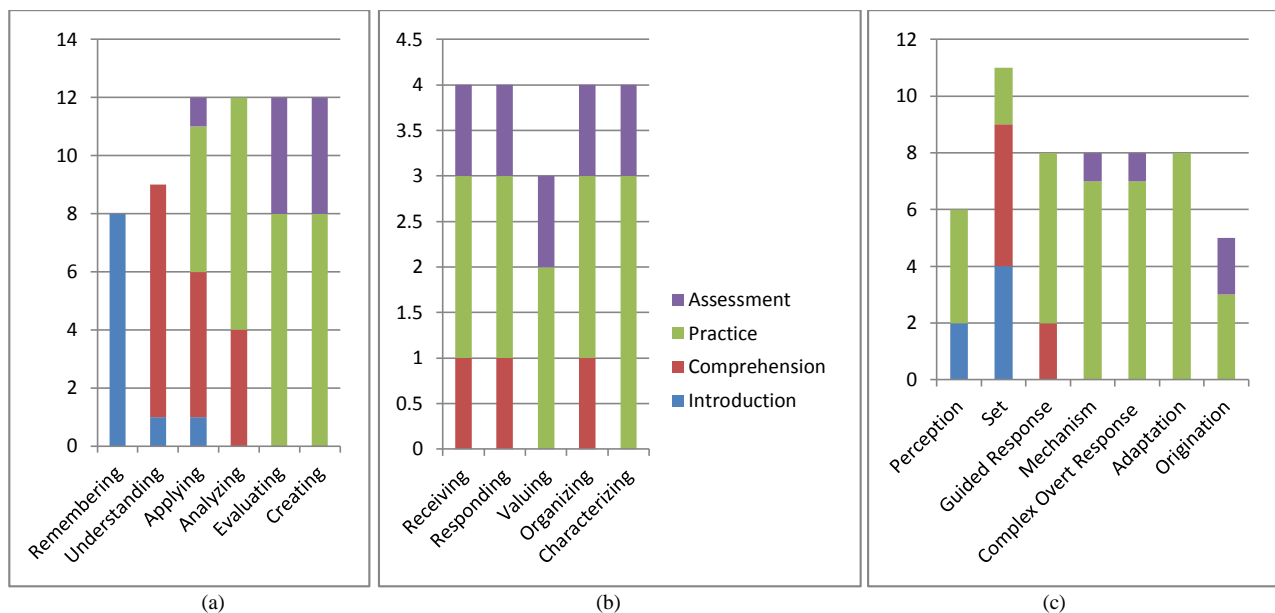 14
12
10
8
6
4
2
0
Remembering
Understanding
Applying
Analyzing
Evaluating
Creating
(a)
4.5
4
3.5
3
2.5
2
1.5
1
0.5
0
Receiving
Responding
Valuing
Organizing
Characterizing
Assessment
Practice
Comprehension
Introduction
(b)
12
10
8
6
4
2
0
Perception
Set
Guided Response
Mechanism
Complex Overt Response
Adaptation
Origination
(c)